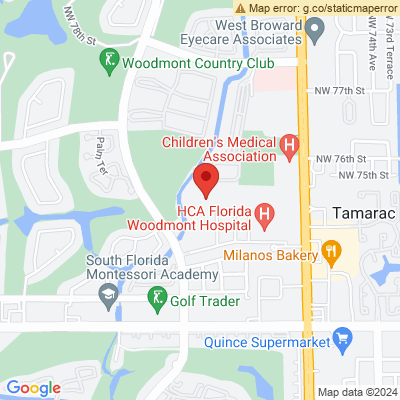 Map error: g.co/staticmaperror
NW 78th St
West Broward
Eyecare Associates
NW 74th Ave
NW 73rd Terrace
Woodmont Country Club
NW 77th St
Children's Medical
Association
NW 76th St
NW 75th St
Palm Ter
HCA Florida
Woodmont Hospital
Tamarac
Milanos Bakery
South Florida
Montessori Academy
Golf Trader
Quince Supermarket
Google
Map data ©2024